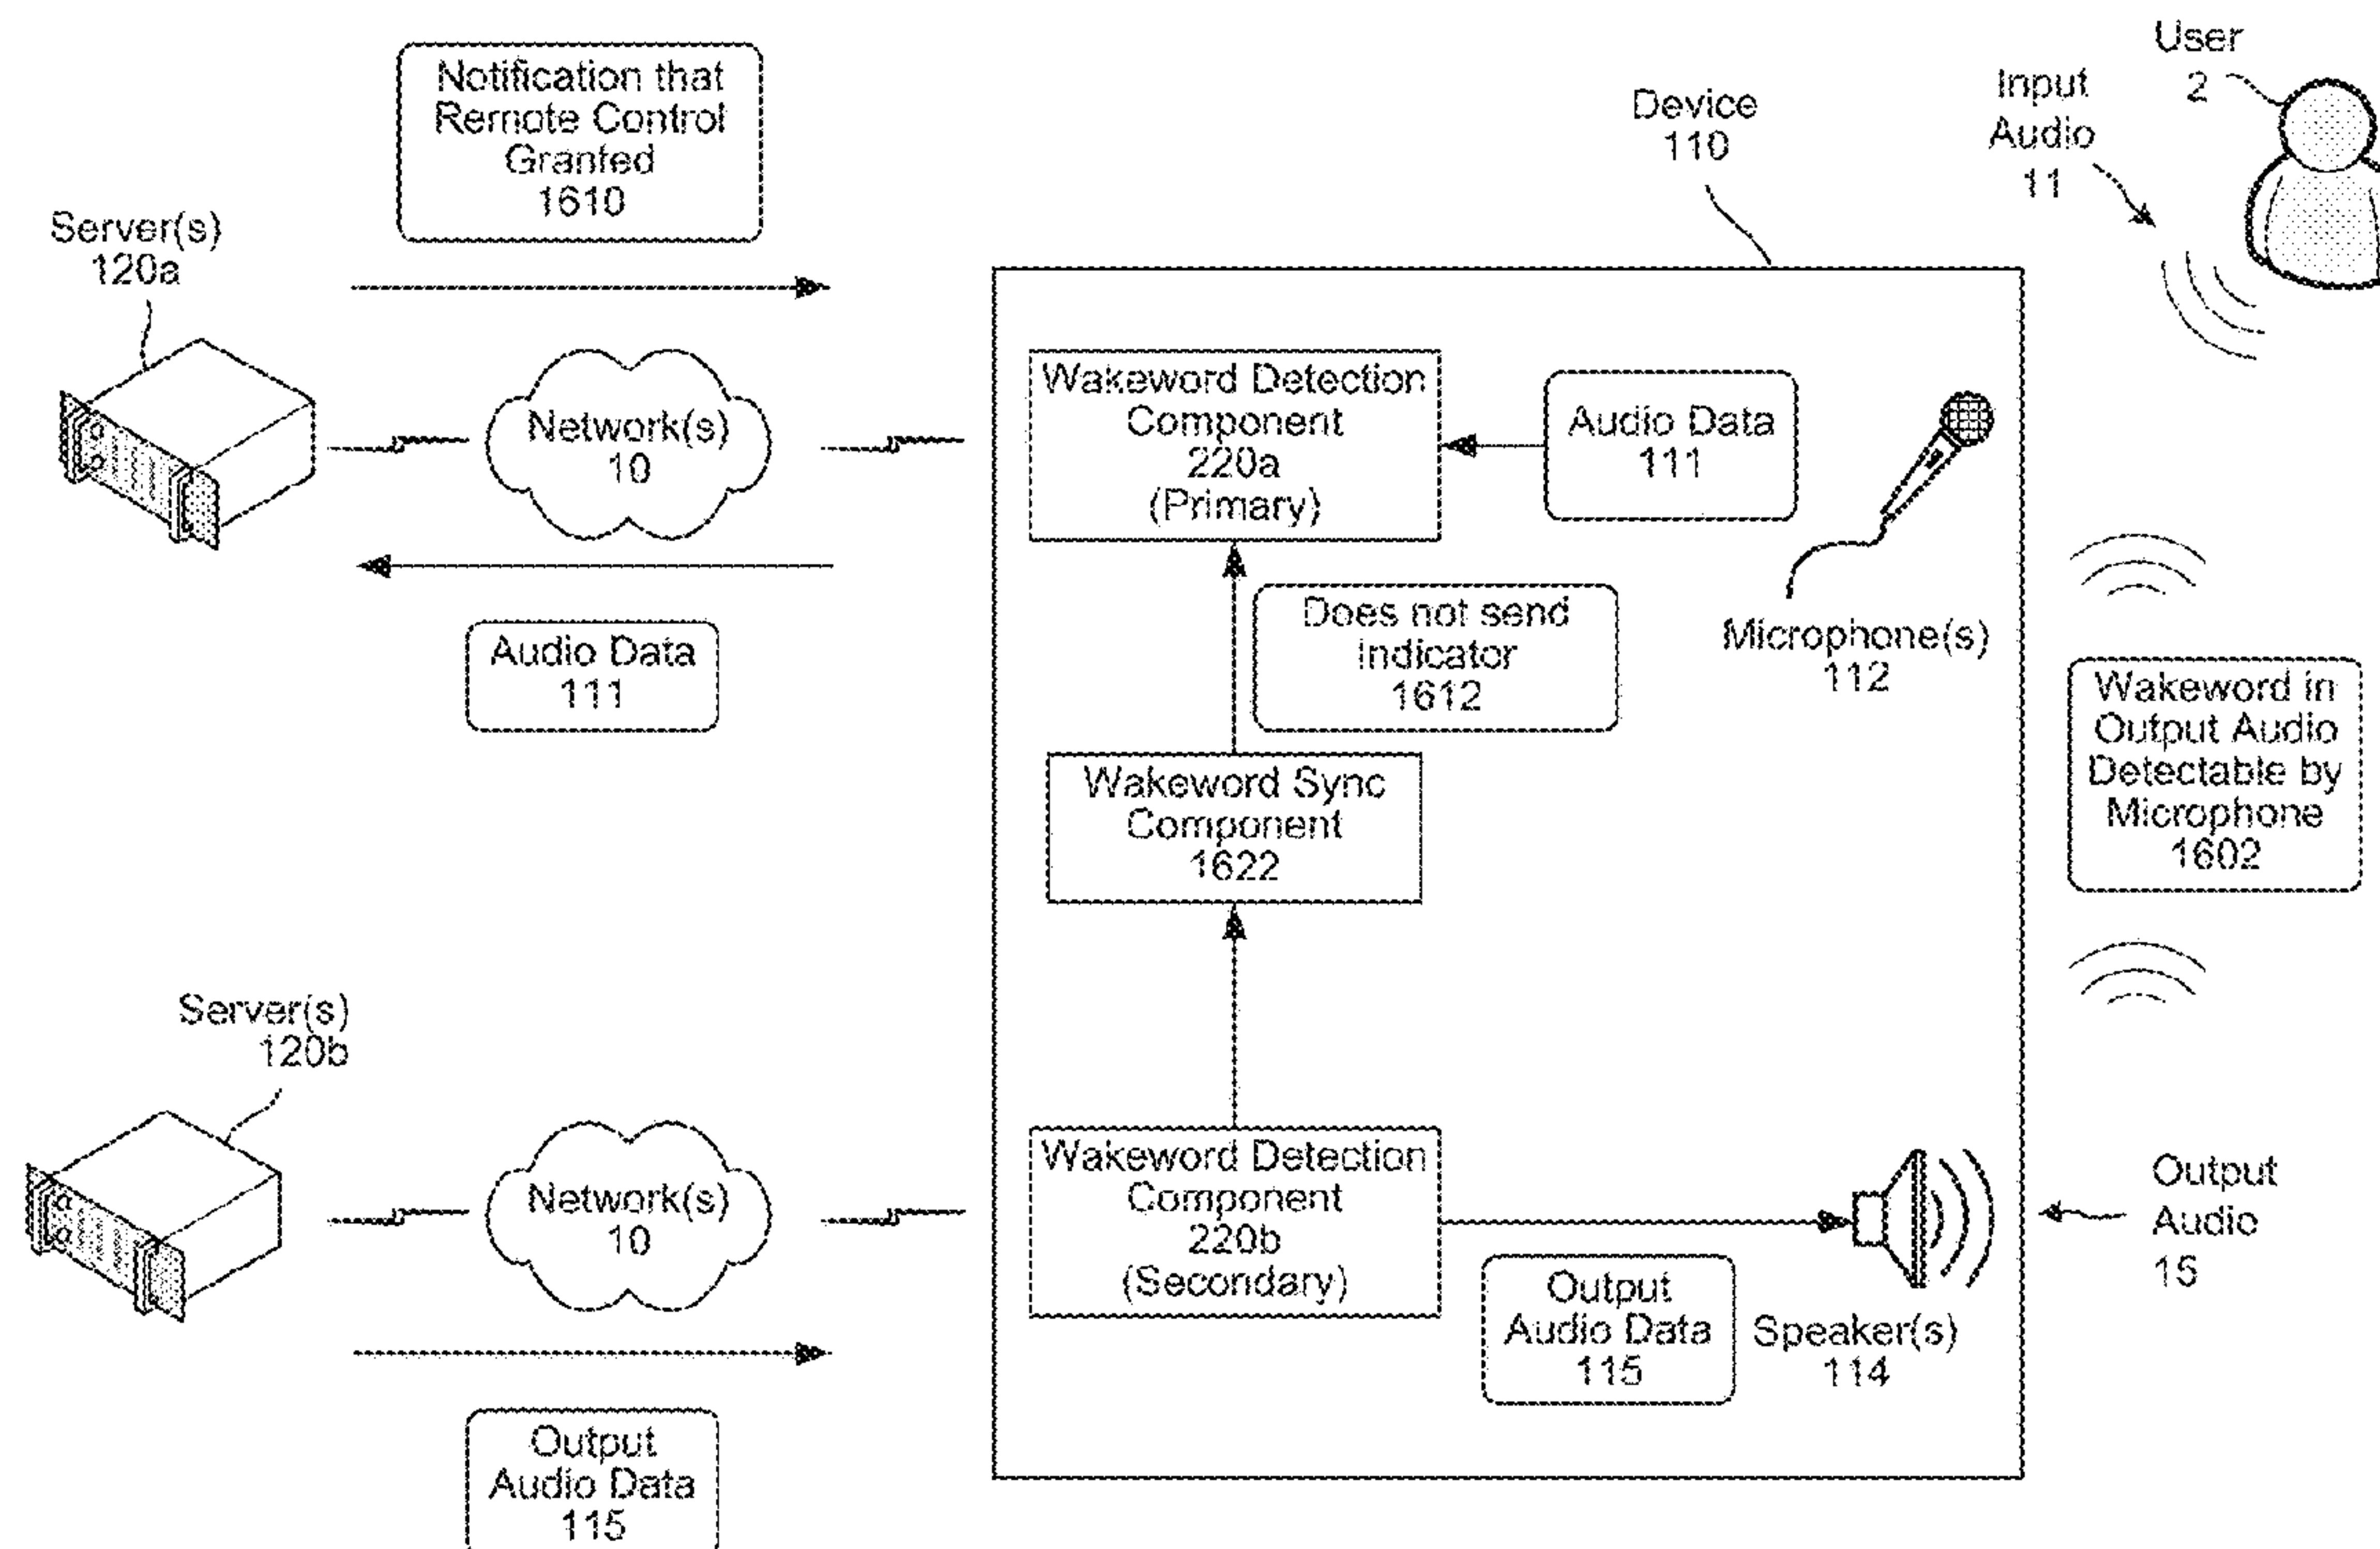 Notification that
Remote Control
Granted
1610
Server(s)
120a
Network(s)
10
Audio Data
111
Device
110
Input
Audio
11
User
2
Wakeword Detection
Component
220a
(Primary)
Audio Data
111
Does not send
indicator
1612
Microphone(s)
112
Wakeword Sync
Component
1622
Wakeword in
Output Audio
Detectable by
Microphone
1602
Server(s)
120b
Network(s)
10
Output
Audio Data
115
Wakeword Detection
Component
220b
(Secondary)
Output
Audio Data
115
Speaker(s)
114
Output
Audio
15